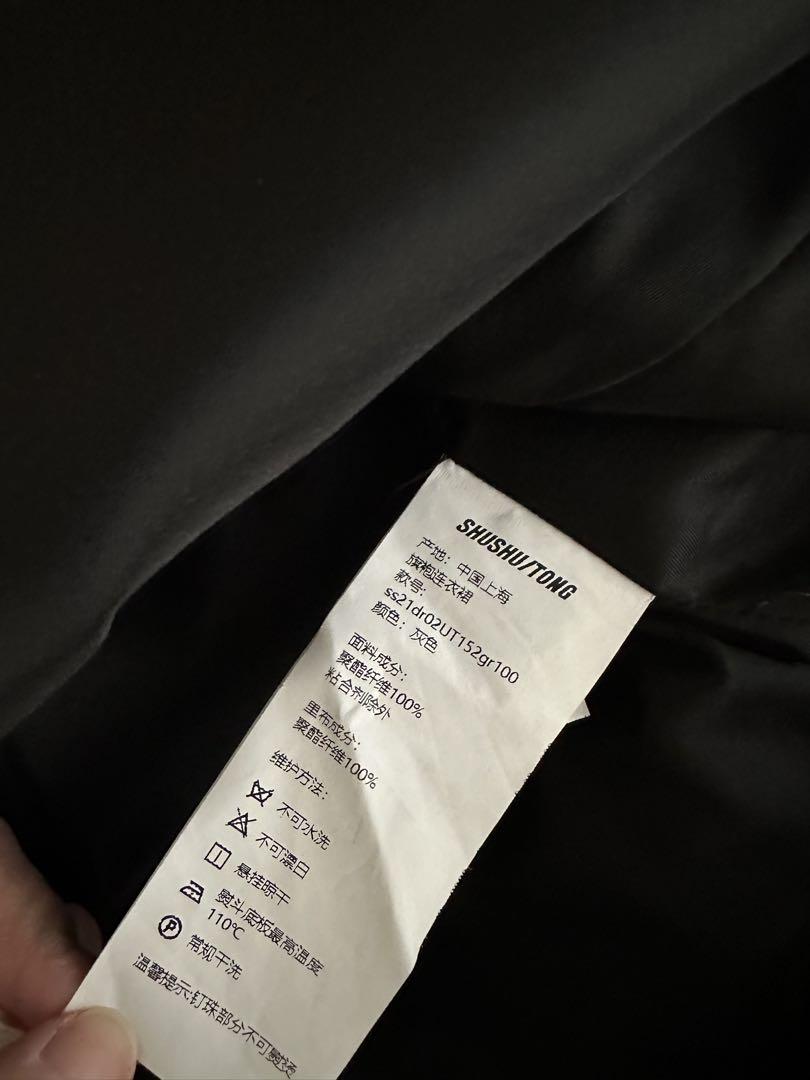 SHUSHU/TONG
产地：中国上海
旗袍连衣裙
款号：
ss21dr02UT152gr100
颜色：灰色
面料成分：
聚酯纤维100%
粘合剂除外
里布成分：
聚酯纤维100%
维护方法：
不可水洗
不可漂白
悬挂晾干
熨斗底板最高温度
110℃
P 常规干洗
温馨提示:钉珠部分不可熨烫